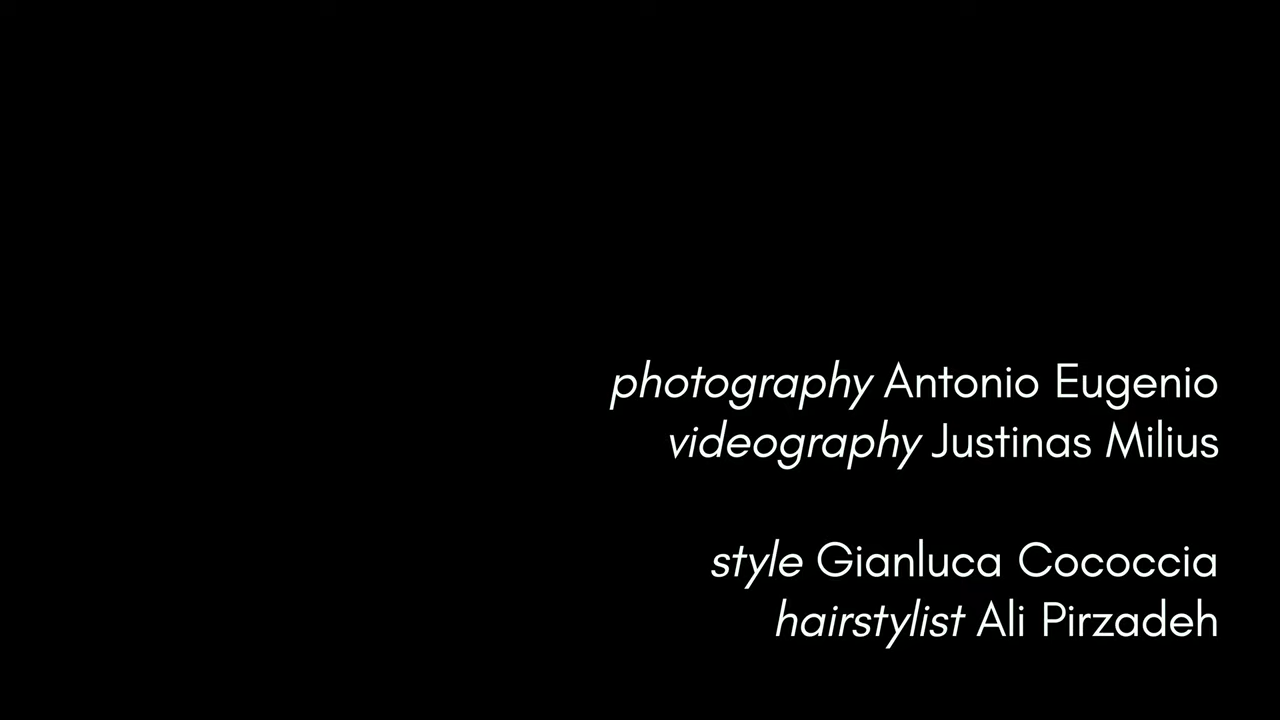 photography Antonio Eugenio
videography Justinas Milius
style Gianluca Cococcia
hairstylist Ali Pirzadeh